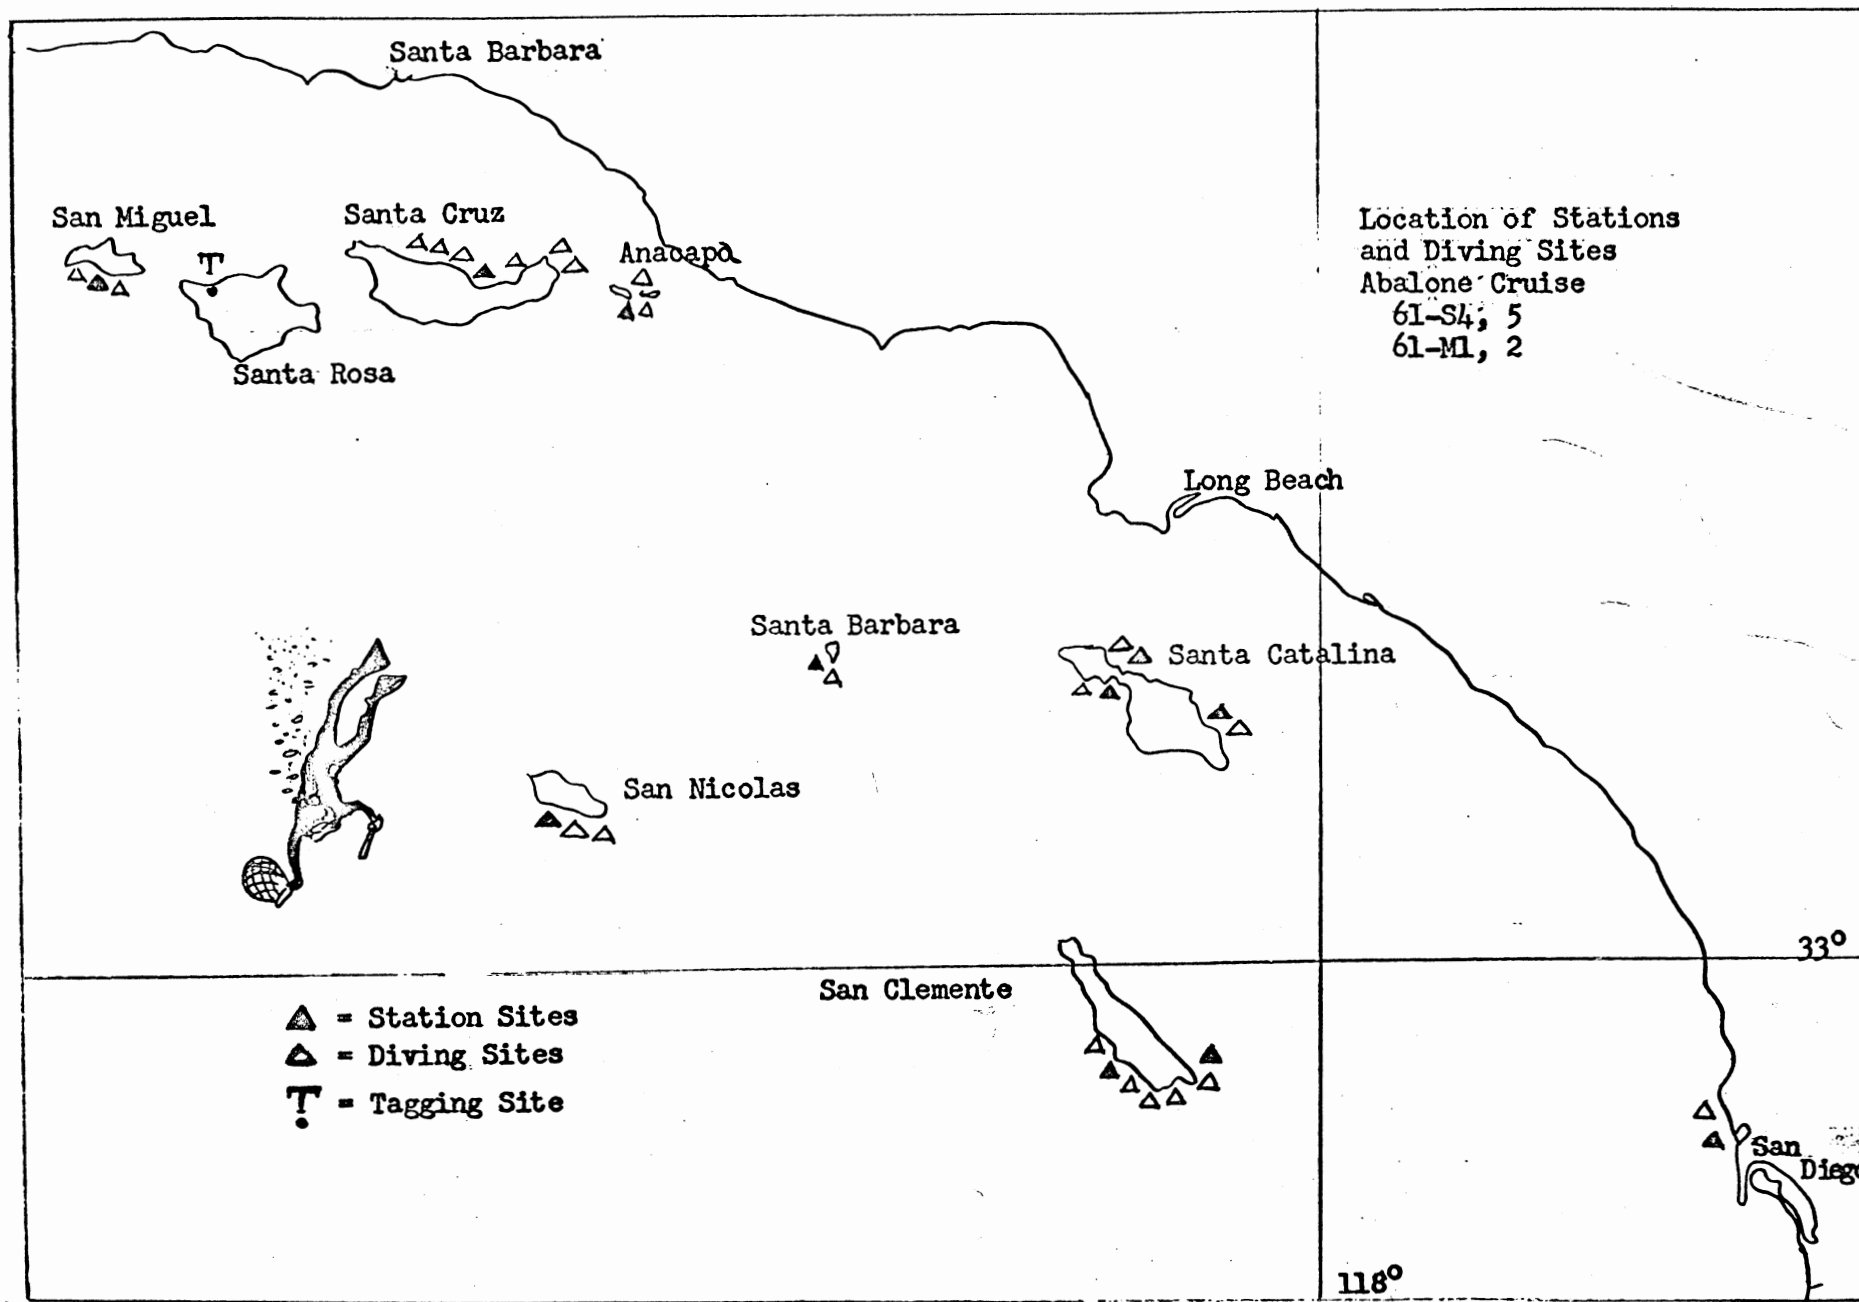 Santa Barbara
San Miguel
Santa Cruz
Anacapa
T
Santa Rosa
Location of Stations
and Diving Sites
Abalone Cruise
61-S4, 5
61-M1, 2
Long Beach
Santa Barbara
Santa Catalina
San Nicolas
33°
San Clemente
= Station Sites
= Diving Sites
T = Tagging Site
San
Diego
118°